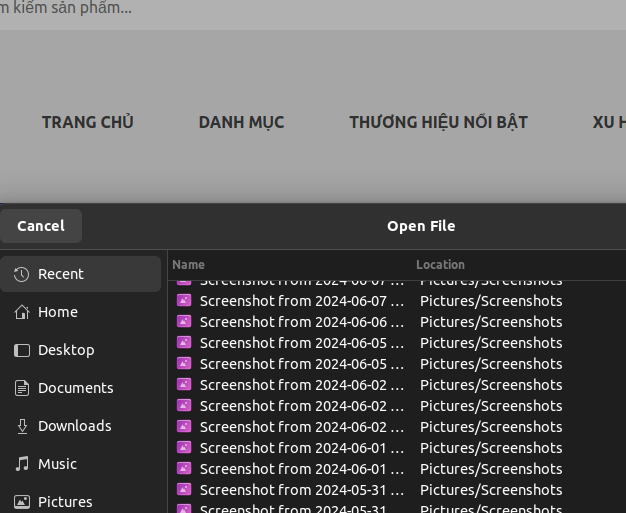 m kiếm sản phẩm...
TRANG CHỦ DANH MỤC THƯƠNG HIỆU NỔI BẬT XU H
Cancel Open File
Name Location
Recent
Home
Desktop
Documents
Downloads
Music
Pictures
Screenshot from 2024-06-07 ... Pictures/Screenshots
Screenshot from 2024-06-07 ... Pictures/Screenshots
Screenshot from 2024-06-06 ... Pictures/Screenshots
Screenshot from 2024-06-05 ... Pictures/Screenshots
Screenshot from 2024-06-05 ... Pictures/Screenshots
Screenshot from 2024-06-02 ... Pictures/Screenshots
Screenshot from 2024-06-02 ... Pictures/Screenshots
Screenshot from 2024-06-02 ... Pictures/Screenshots
Screenshot from 2024-06-01 ... Pictures/Screenshots
Screenshot from 2024-06-01 ... Pictures/Screenshots
Screenshot from 2024-05-31 ... Pictures/Screenshots
Screenshot from 2024-05-31 ... Pictures/Screenshots